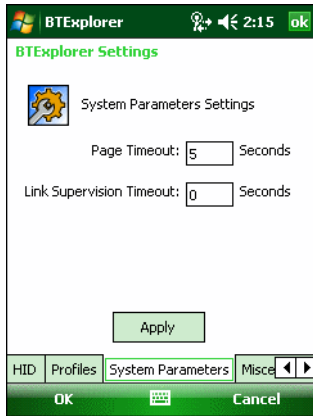 BTExplorer 2:15 ok
BTExplorer Settings
System Parameters Settings
Page Timeout: 5 Seconds
Link Supervision Timeout: 0 Seconds
Apply
HID Profiles System Parameters Misce
OK Cancel